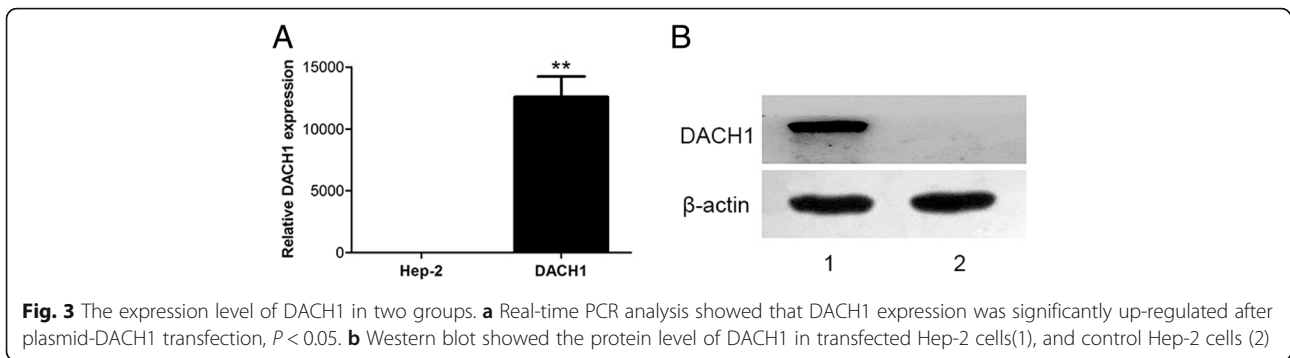 A
Relative DACH1 expression
15000
10000
5000
0
**
Hep-2
DACH1
B
DACH1
β-actin
1
2
Fig. 3 The expression level of DACH1 in two groups. a Real-time PCR analysis showed that DACH1 expression was significantly up-regulated after
plasmid-DACH1 transfection, P < 0.05. b Western blot showed the protein level of DACH1 in transfected Hep-2 cells(1), and control Hep-2 cells (2)